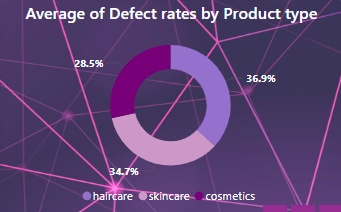 Average of Defect rates by Product type
28.5%
36.9%
34.7%
haircare skincare cosmetics